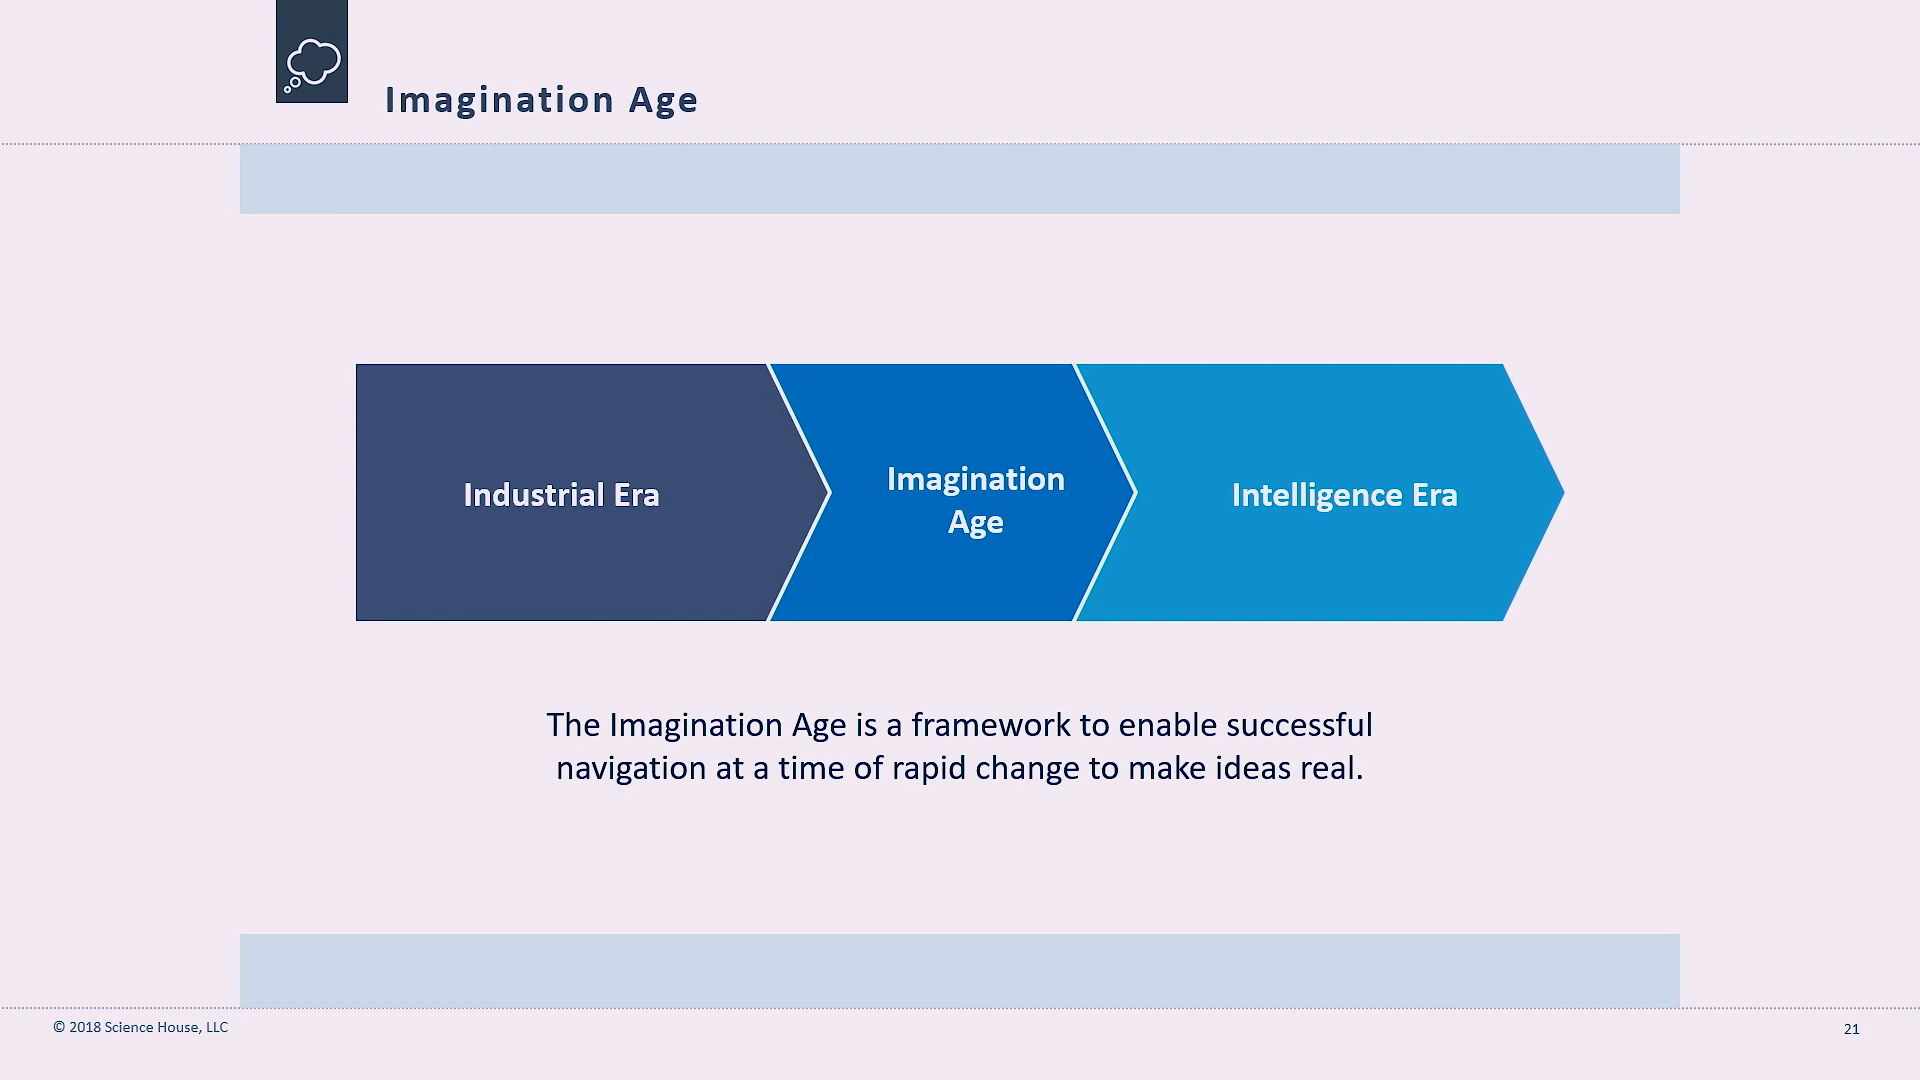 Imagination Age
Industrial Era
Imagination
Age
Intelligence Era
The Imagination Age is a framework to enable successful
navigation at a time of rapid change to make ideas real.
© 2018 Science House, LLC
21